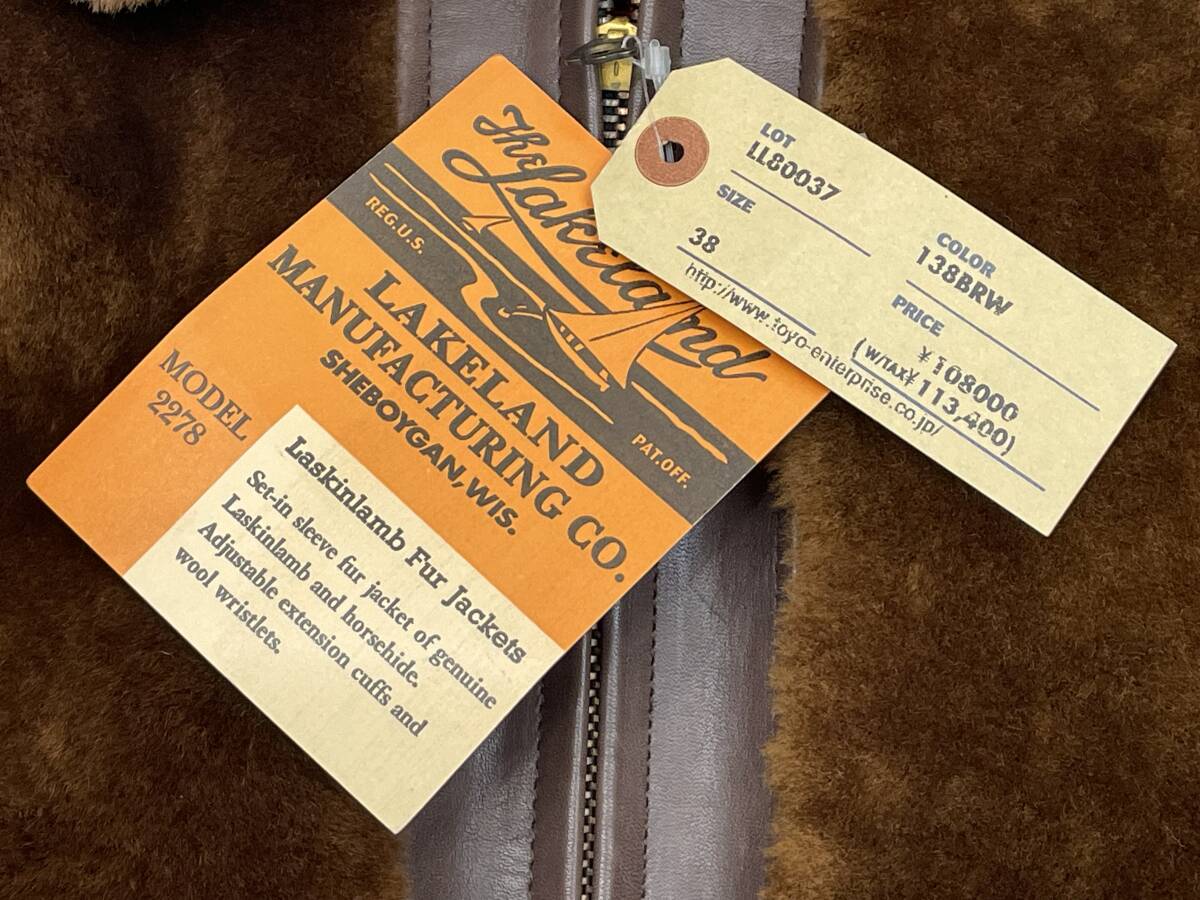 The Lakeland
REG.U.S.
PAT.OFF.
LAKELAND
MANUFACTURING CO.
SHEBOYGAN, WIS.
MODEL
2278
Laskinlamb Fur Jackets
Set-in sleeve fur jacket of genuine
Laskinlamb and horsehide.
Adjustable extension cuffs and
wool wristlets.
LOT
LL80037
SIZE
38
COLOR
138BRW
PRICE
¥108000
(W/TAX¥113,400)
http://www.toyo-enterprise.co.jp/